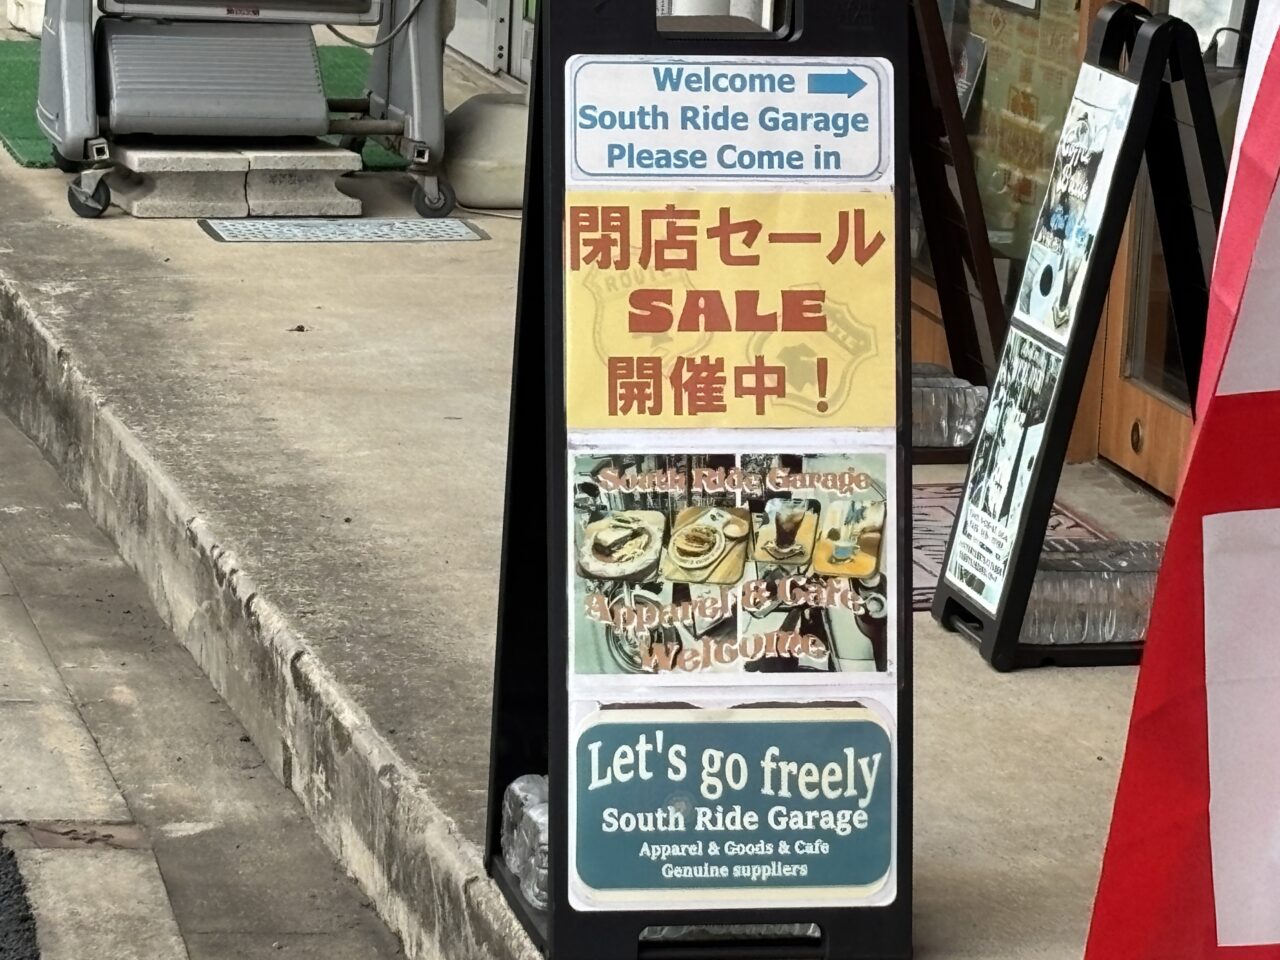 Welcome
South Ride Garage
Please Come in
閉店セール
SALE
開催中！
ROUTE
South Ride Garage
Apparel & Cafe
Welcome
Let's go freely
South Ride Garage
Apparel & Goods & Cafe
Genuine suppliers